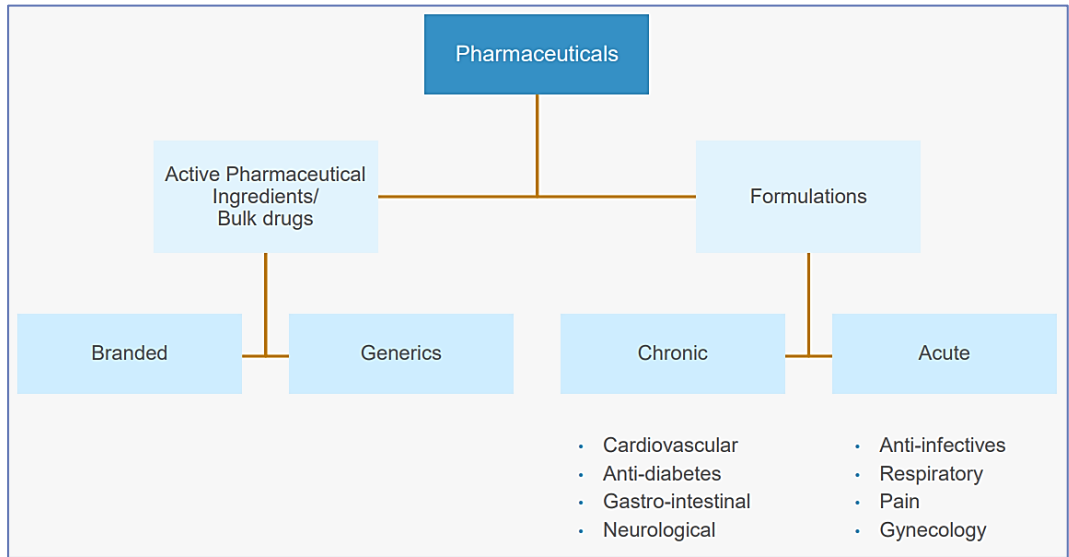 Pharmaceuticals
Active Pharmaceutical
Ingredients/
Bulk drugs
Formulations
Branded
Generics
Chronic
Acute
• Cardiovascular
• Anti-diabetes
• Gastro-intestinal
• Neurological
• Anti-infectives
• Respiratory
• Pain
• Gynecology